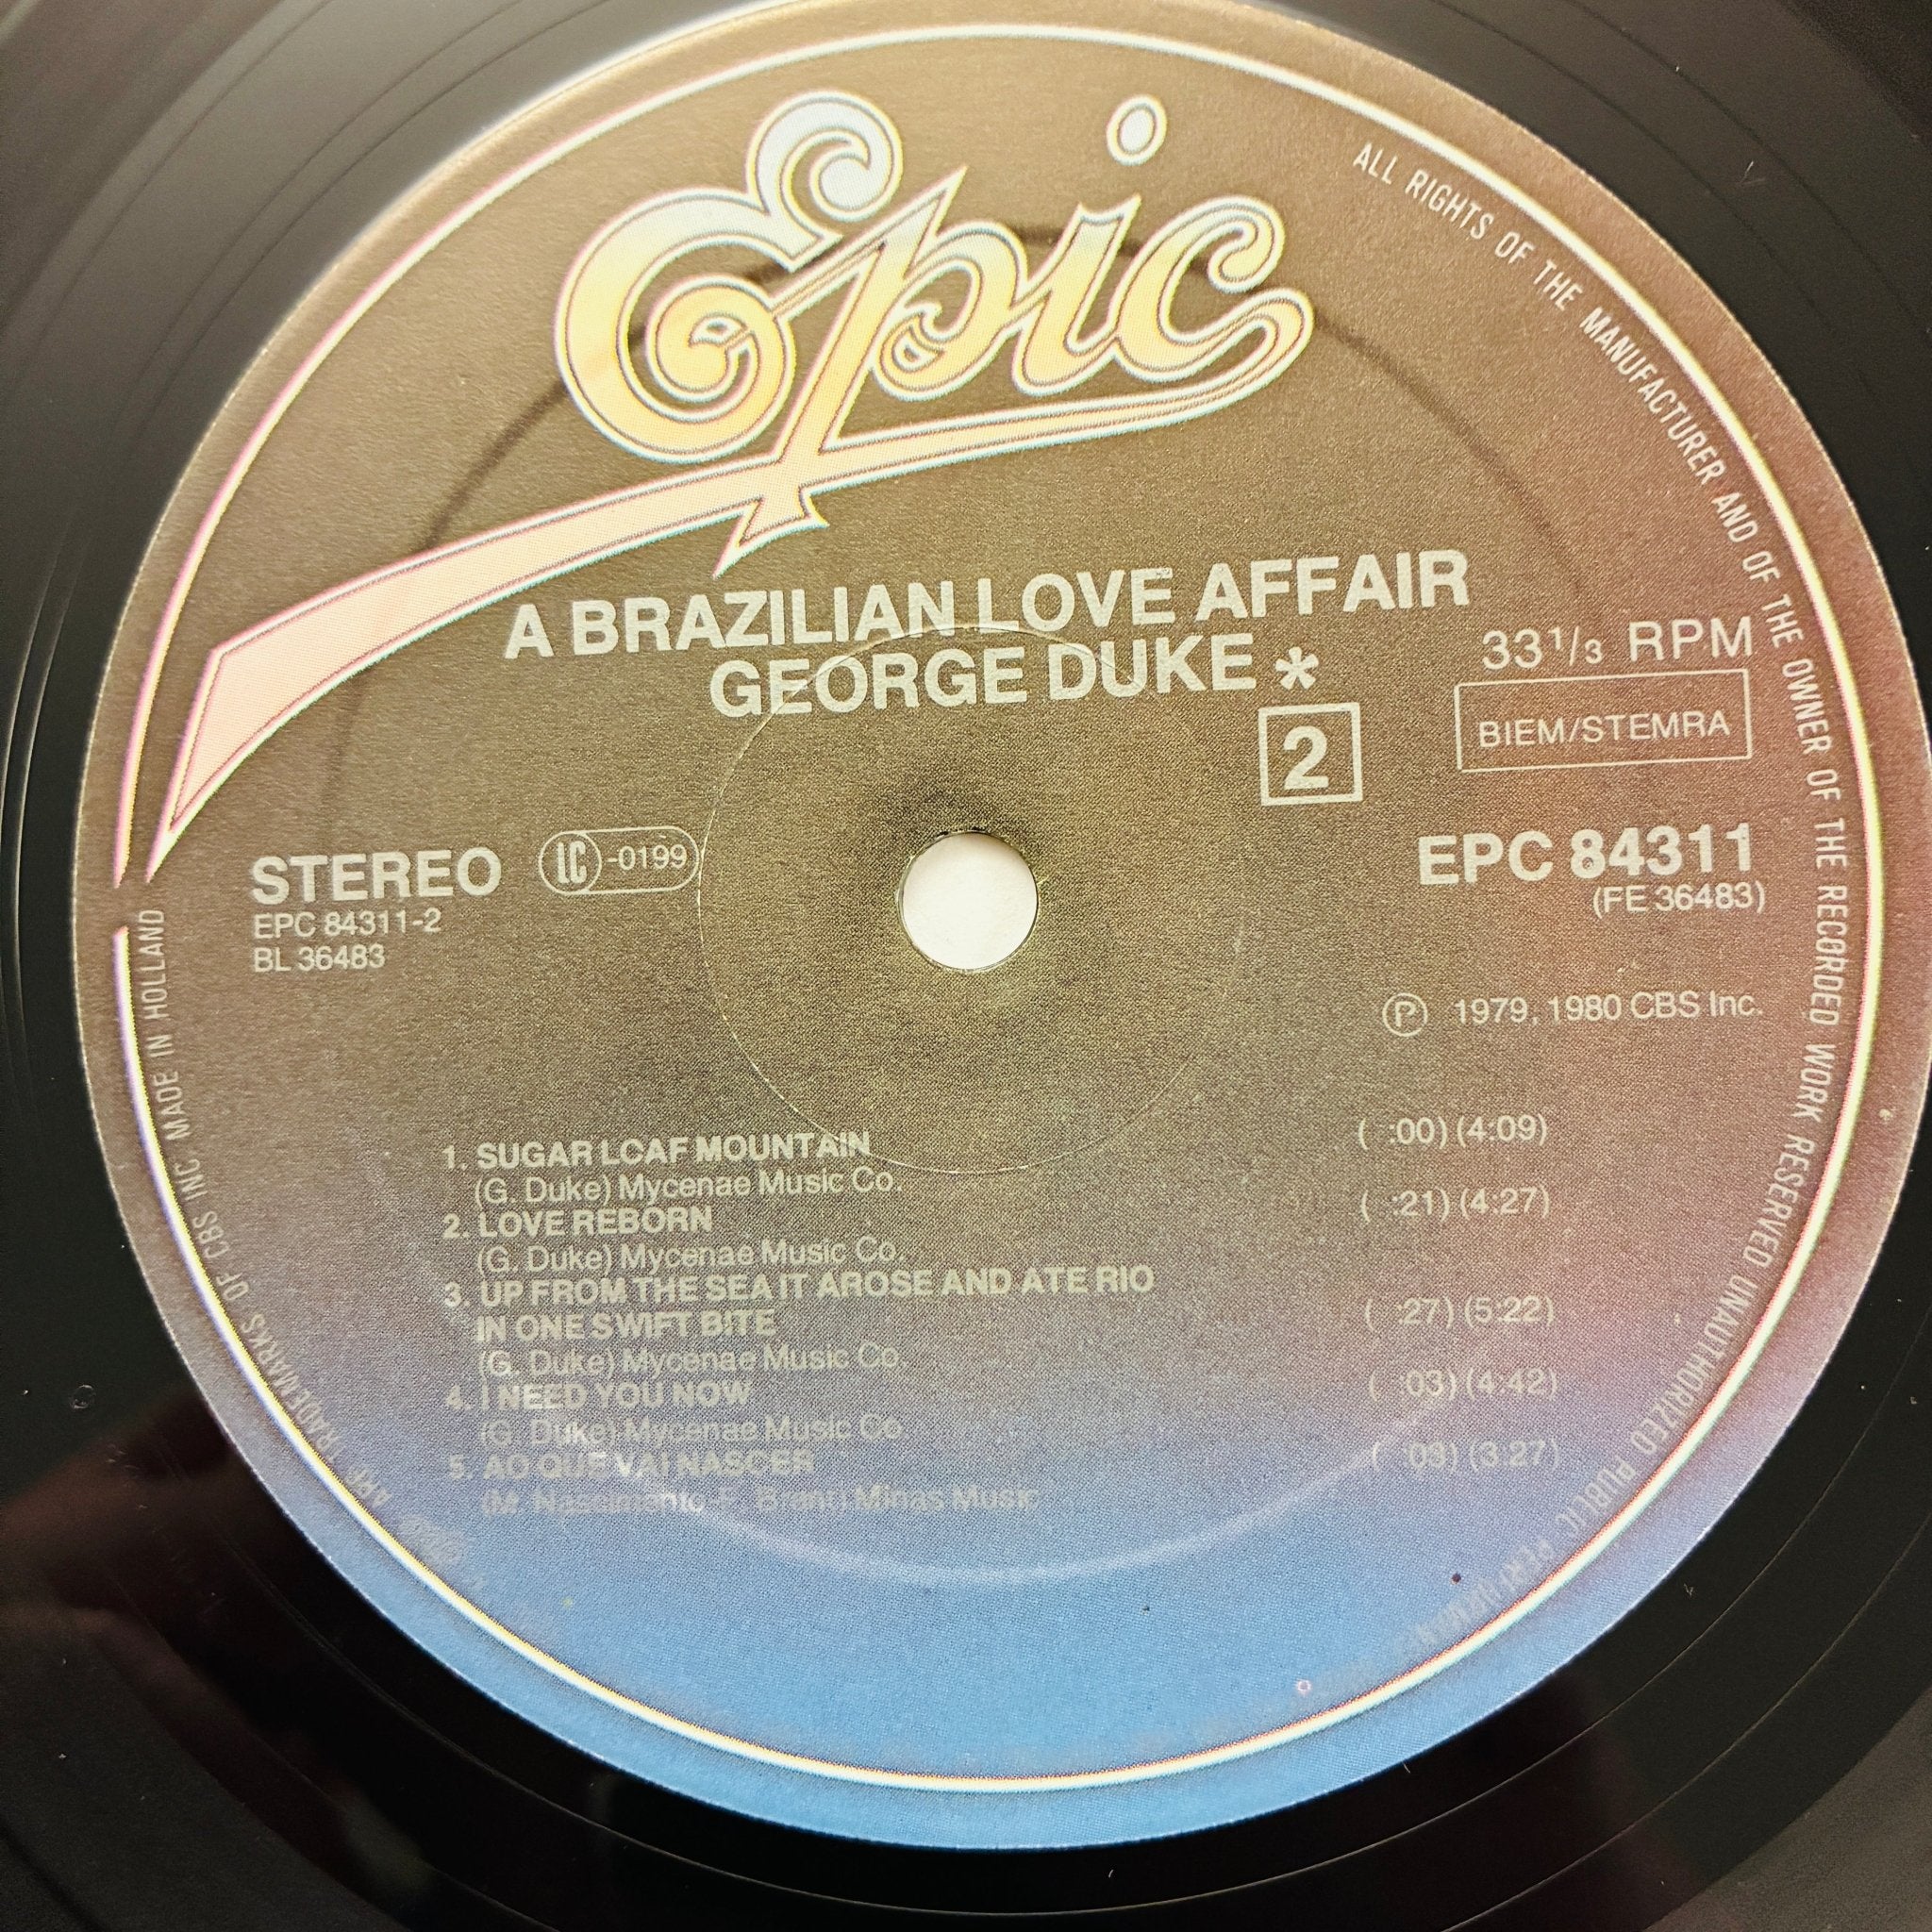 Epic
A BRAZILIAN LOVE AFFAIR
GEORGE DUKE *
2
33 1/3 RPM
BIEM/STEMRA
STEREO
LC -0199
EPC 84311-2
BL 36483
EPC 84311
(FE 36483)
Ⓟ 1979, 1980 CBS Inc.
1. SUGAR LOAF MOUNTAIN ( :00) (4:09)
(G. Duke) Mycenae Music Co.
2. LOVE REBORN ( :21) (4:27)
(G. Duke) Mycenae Music Co.
3. UP FROM THE SEA IT AROSE AND ATE RIO
IN ONE SWIFT BITE ( :27) (5:22)
(G. Duke) Mycenae Music Co.
4. I NEED YOU NOW ( :03) (4:42)
(G. Duke) Mycenae Music Co
5. AO QUE VAI NASCER ( :03) (3:27)
(M. Nascimento-F. Brant) Minas Music
ALL RIGHTS OF THE MANUFACTURER AND OF THE OWNER OF THE RECORDED WORK RESERVED UNAUTHORIZED PUBLIC
ARE TRADEMARKS OF CBS INC. MADE IN HOLLAND